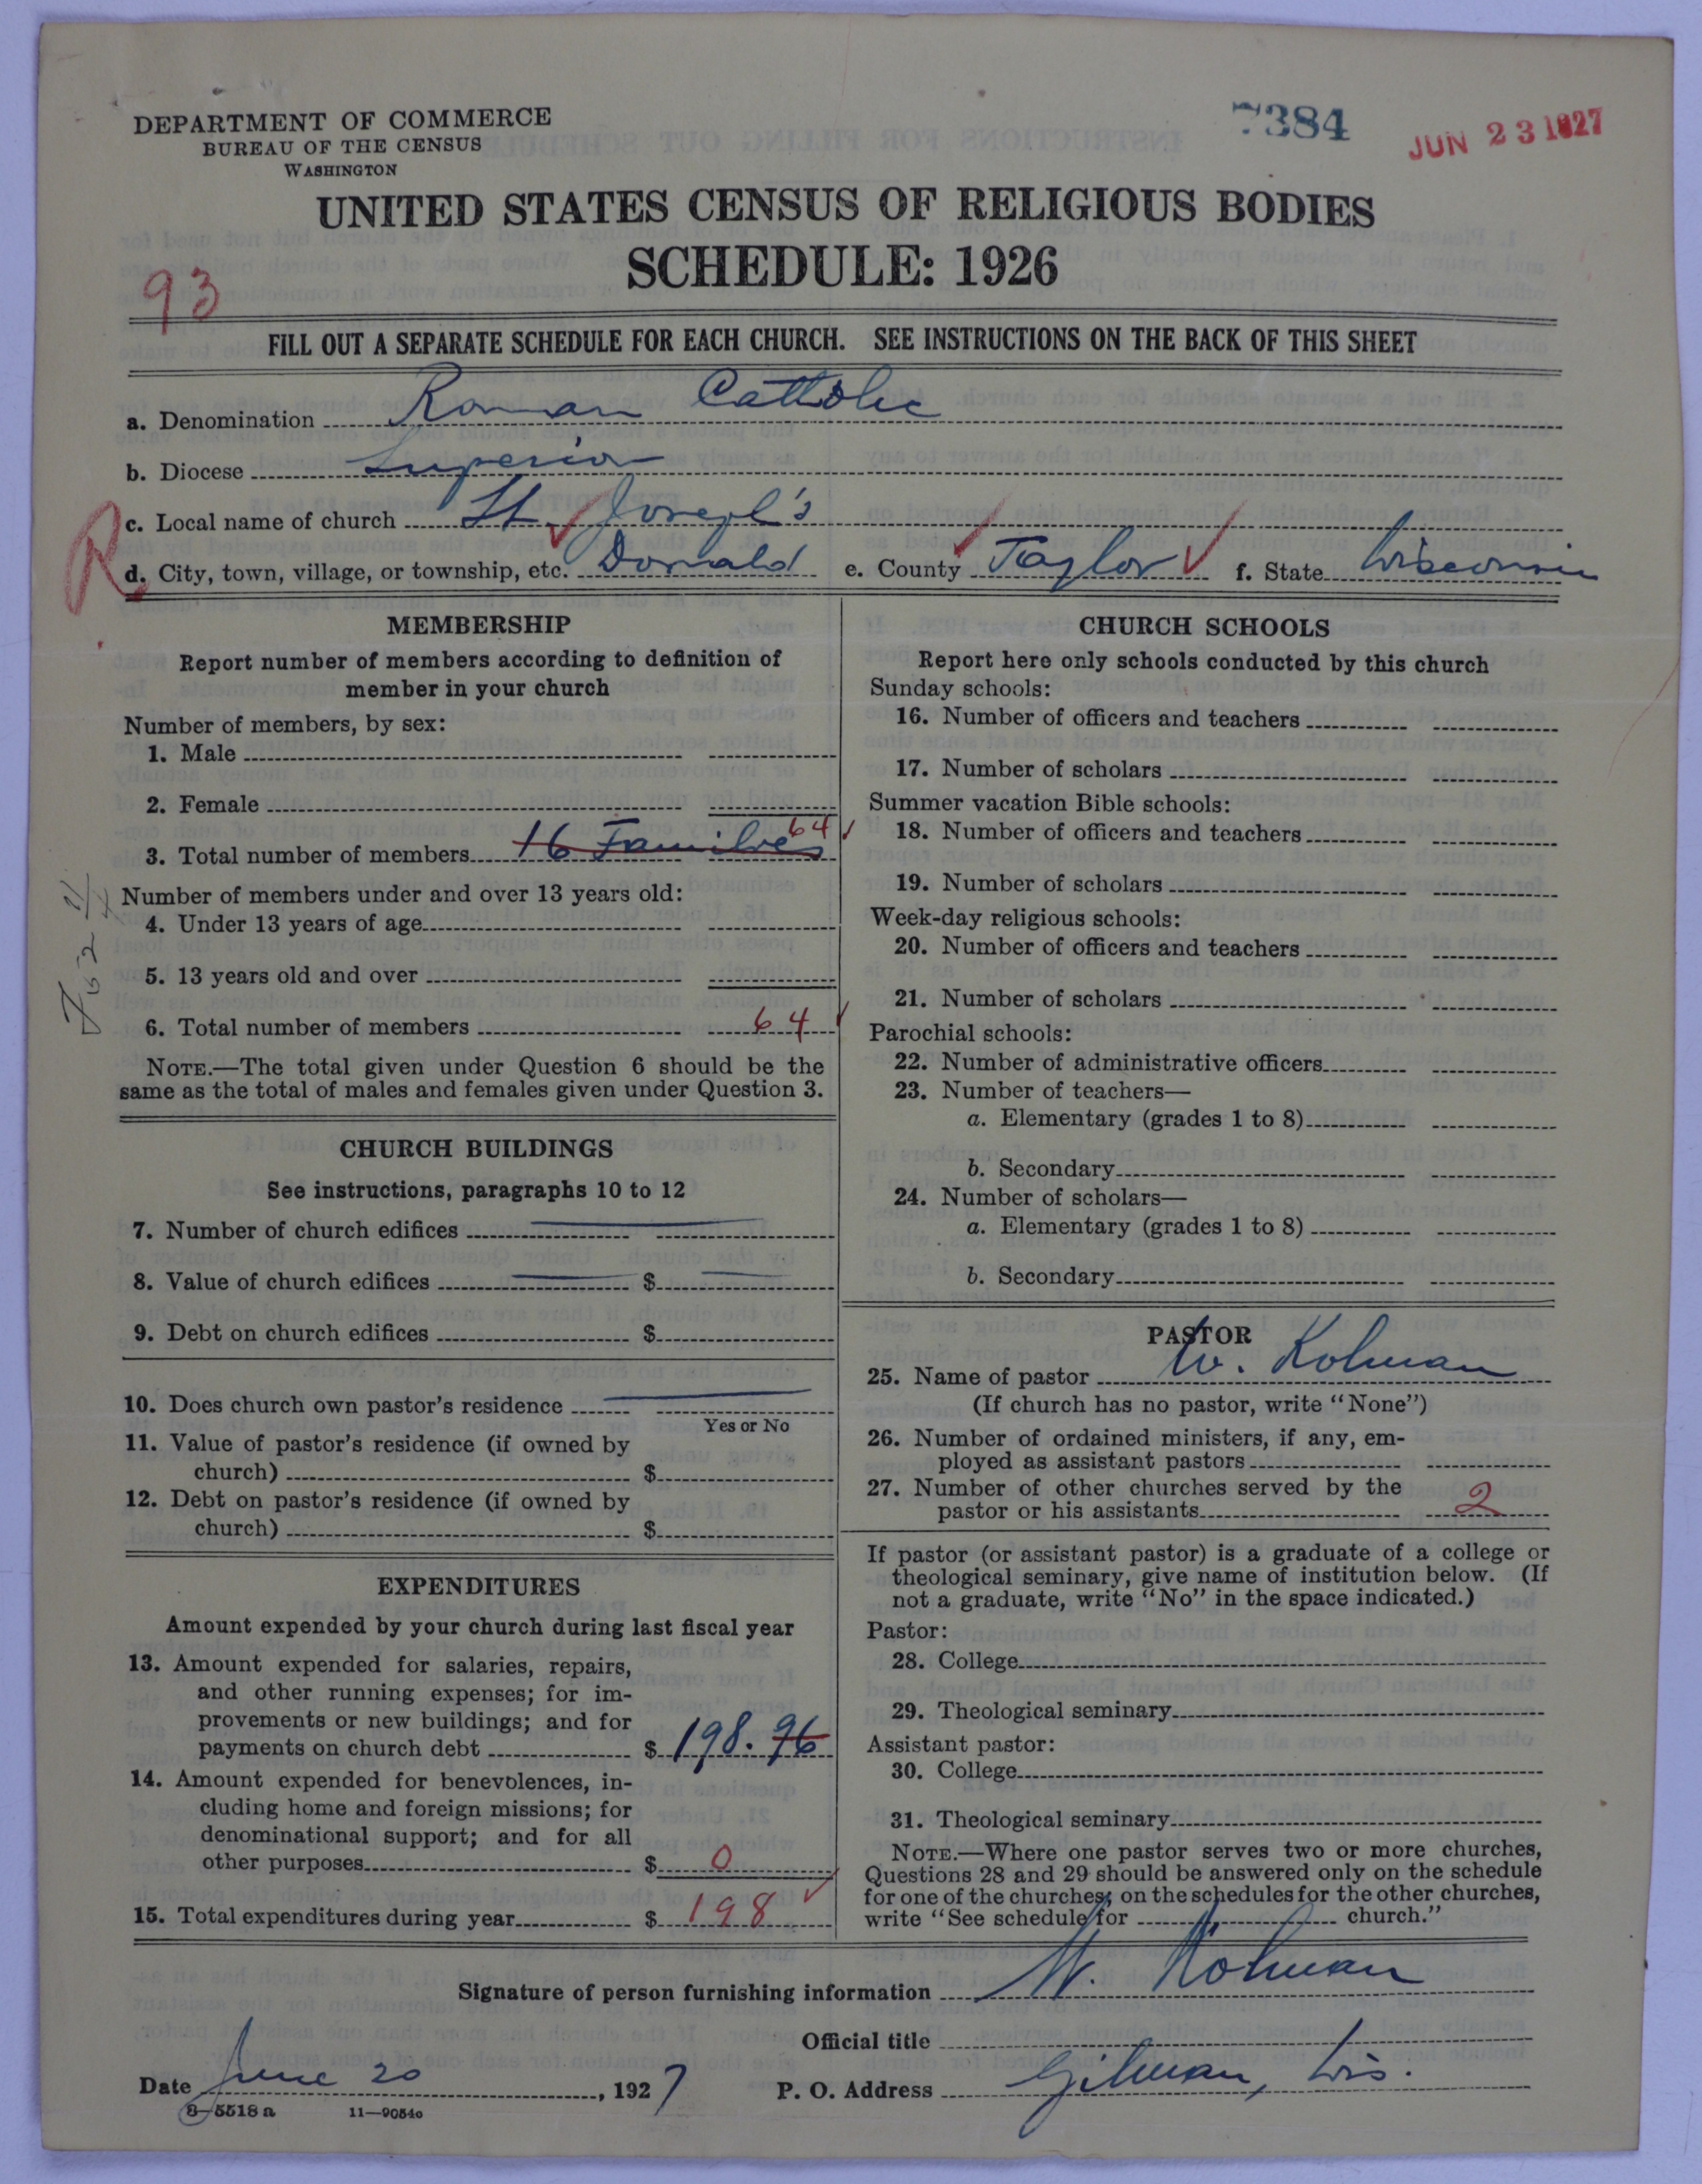 DEPARTMENT OF COMMERCE
BUREAU OF THE CENSUS
WASHINGTON
7384
JUN 23 1927
UNITED STATES CENSUS OF RELIGIOUS BODIES
SCHEDULE: 1926
93
FILL OUT A SEPARATE SCHEDULE FOR EACH CHURCH. SEE INSTRUCTIONS ON THE BACK OF THIS SHEET
a. Denomination Roman Catholic
b. Diocese Superior
c. Local name of church St. Joseph's
R
d. City, town, village, or township, etc. Donald e. County Taylor f. State Wisconsin
MEMBERSHIP
Report number of members according to definition of
member in your church
Number of members, by sex:
1. Male
2. Female
3. Total number of members 16 Families 64
Number of members under and over 13 years old:
4. Under 13 years of age
5. 13 years old and over
6. Total number of members 64
NOTE.—The total given under Question 6 should be the
same as the total of males and females given under Question 3.
CHURCH BUILDINGS
See instructions, paragraphs 10 to 12
7. Number of church edifices
8. Value of church edifices $
9. Debt on church edifices $
10. Does church own pastor's residence
Yes or No
11. Value of pastor's residence (if owned by
church) $
12. Debt on pastor's residence (if owned by
church) $
EXPENDITURES
Amount expended by your church during last fiscal year
13. Amount expended for salaries, repairs,
and other running expenses; for im-
provements or new buildings; and for
payments on church debt $ 198.96
14. Amount expended for benevolences, in-
cluding home and foreign missions; for
denominational support; and for all
other purposes $ 0
15. Total expenditures during year $ 198
CHURCH SCHOOLS
Report here only schools conducted by this church
Sunday schools:
16. Number of officers and teachers
17. Number of scholars
Summer vacation Bible schools:
18. Number of officers and teachers
19. Number of scholars
Week-day religious schools:
20. Number of officers and teachers
21. Number of scholars
Parochial schools:
22. Number of administrative officers
23. Number of teachers—
a. Elementary (grades 1 to 8)
b. Secondary
24. Number of scholars—
a. Elementary (grades 1 to 8)
b. Secondary
PASTOR
25. Name of pastor W. Kolman
(If church has no pastor, write "None")
26. Number of ordained ministers, if any, em-
ployed as assistant pastors
27. Number of other churches served by the
pastor or his assistants 2
If pastor (or assistant pastor) is a graduate of a college or
theological seminary, give name of institution below. (If
not a graduate, write "No" in the space indicated.)
Pastor:
28. College
29. Theological seminary
Assistant pastor:
30. College
31. Theological seminary
NOTE.—Where one pastor serves two or more churches,
Questions 28 and 29 should be answered only on the schedule
for one of the churches; on the schedules for the other churches,
write "See schedule for church."
Signature of person furnishing information W. Kolman
Official title
Date June 20, 1927 P. O. Address Gilman, Wis.
8—5518 a 11—9054c